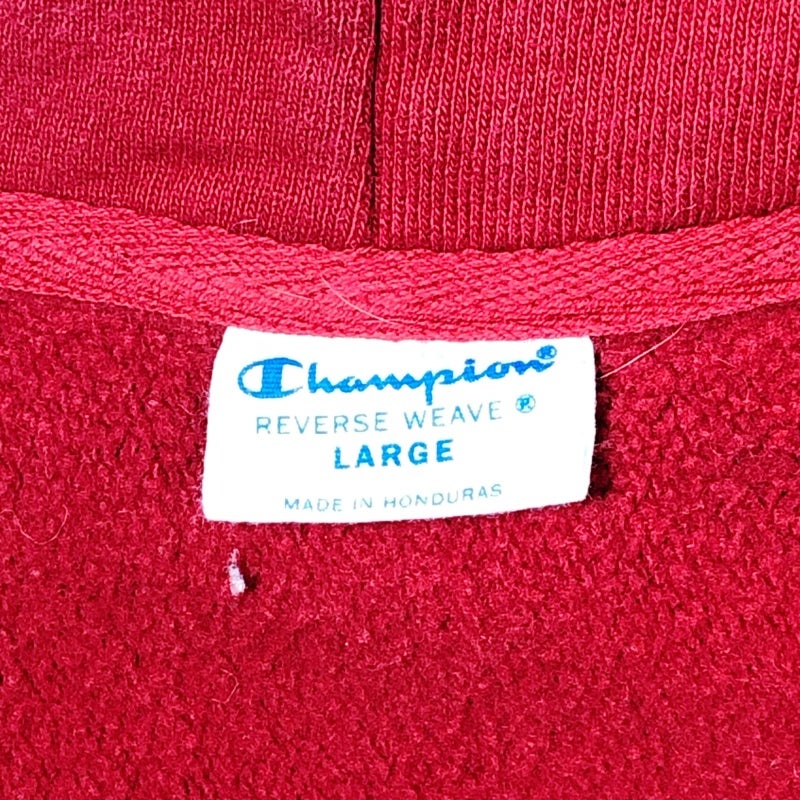 Champion®
REVERSE WEAVE ®
LARGE
MADE IN HONDURAS